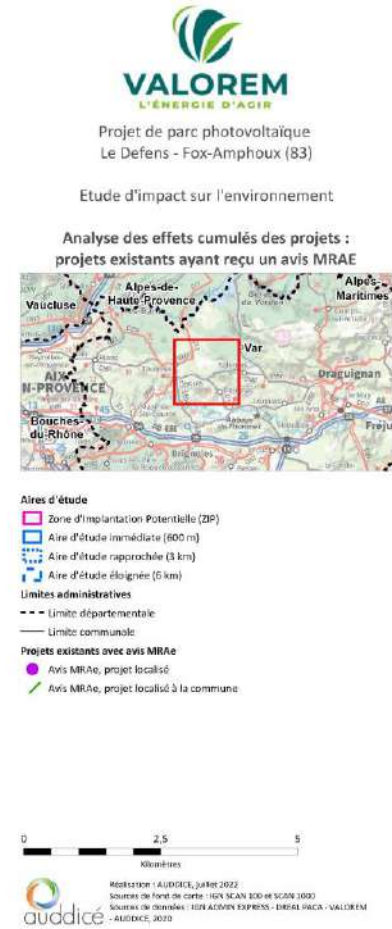 VALOREM
L'ÉNERGIE D'AGIR
Projet de parc photovoltaïque
Le Defens - Fox-Amphoux (83)
Etude d'impact sur l'environnement
Analyse des effets cumulés des projets :
projets existants ayant reçu un avis MRAE
Alpes-de-
Haute-Provence
Alpes-
Maritimes
Vaucluse
Var
AIX
N-PROVENCE
Draguignan
Bouches-
du-Rhône
Brignoles
Fréju
Aires d'étude
Zone d'Implantation Potentielle (ZIP)
Aire d'étude immédiate (600 m)
Aire d'étude rapprochée (3 km)
Aire d'étude éloignée (6 km)
Limites administratives
Limite départementale
Limite communale
Projets existants avec avis MRAe
Avis MRAe, projet localisé
Avis MRAe, projet localisé à la commune
0 2,5 5
Kilomètres
auddicé
Réalisation : AUDDICE, juillet 2022
Sources de fond de carte : IGN SCAN 100 et SCAN 1000
Sources de données : IGN ADMIN EXPRESS - DREAL PACA - VALOREM
- AUDDICE, 2020